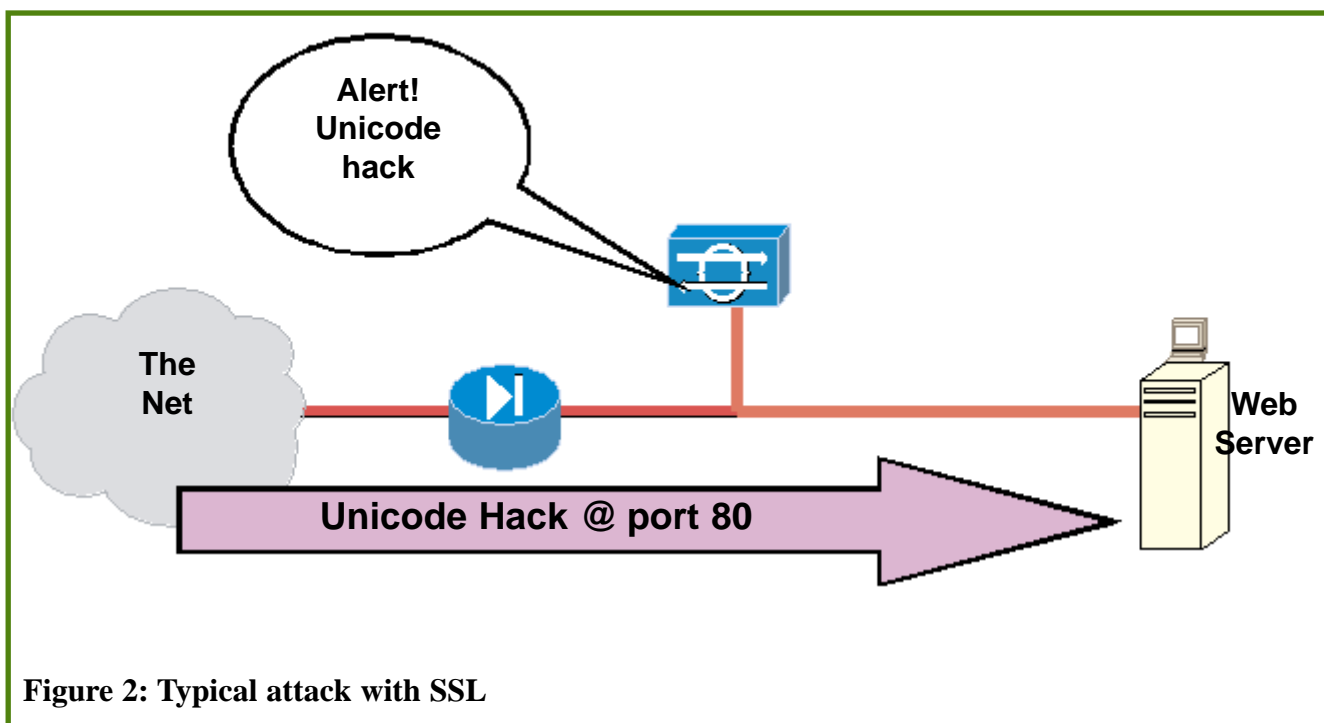 Alert!
Unicode
hack
The
Net
Web
Server
Unicode Hack @ port 80
Figure 2: Typical attack with SSL